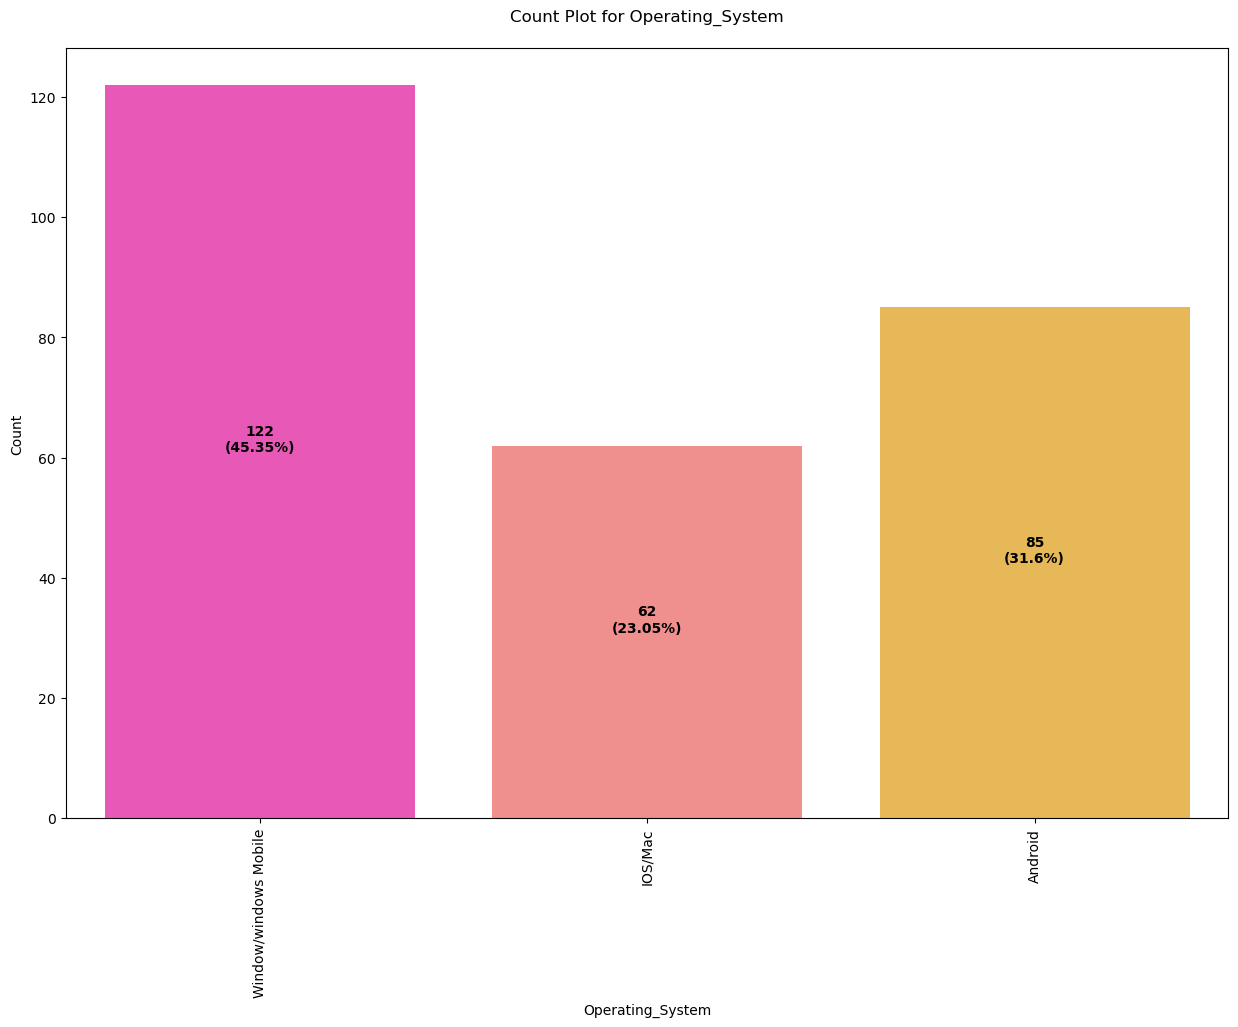 Count Plot for Operating_System
Count
120
100
80
60
40
20
0
122
(45.35%)
62
(23.05%)
85
(31.6%)
Window/windows Mobile
IOS/Mac
Android
Operating_System